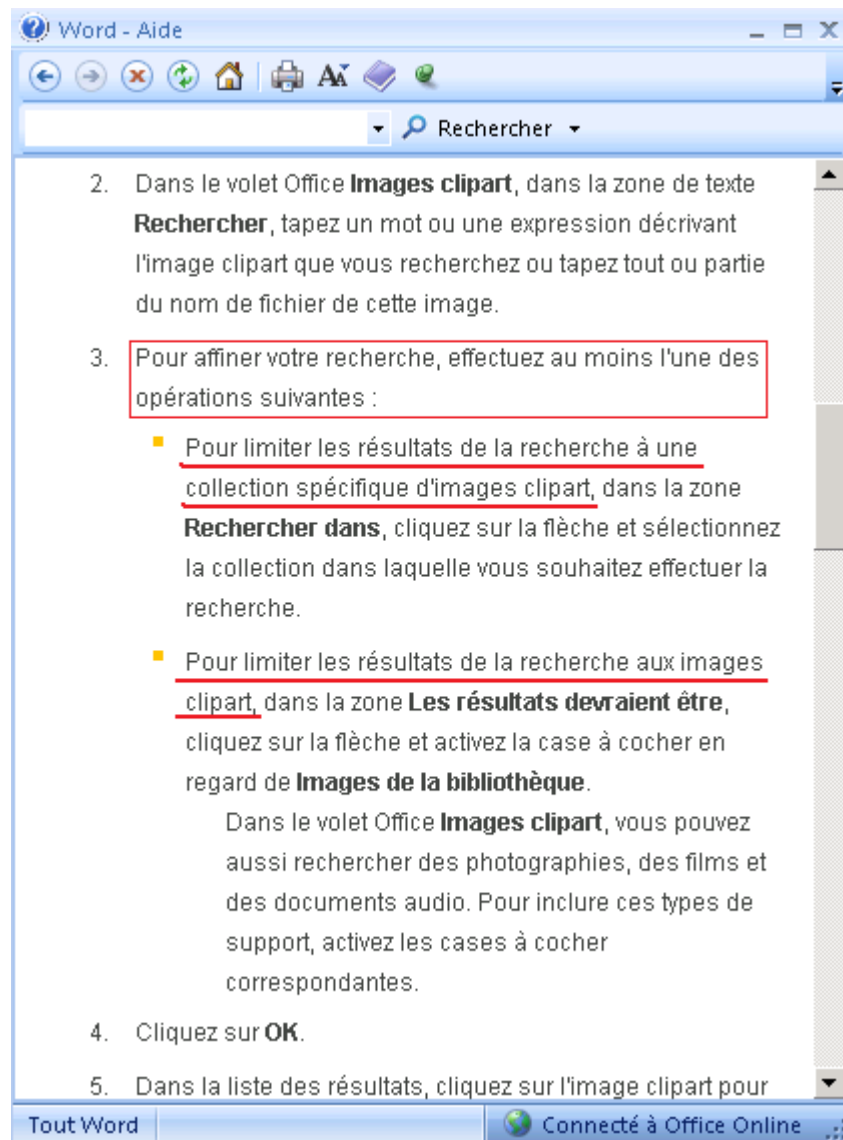 Word - Aide
Rechercher
2. Dans le volet Office Images clipart, dans la zone de texte
Rechercher, tapez un mot ou une expression décrivant
l'image clipart que vous recherchez ou tapez tout ou partie
du nom de fichier de cette image.
3. Pour affiner votre recherche, effectuez au moins l'une des
opérations suivantes :
Pour limiter les résultats de la recherche à une
collection spécifique d'images clipart, dans la zone
Rechercher dans, cliquez sur la flèche et sélectionnez
la collection dans laquelle vous souhaitez effectuer la
recherche.
Pour limiter les résultats de la recherche aux images
clipart, dans la zone Les résultats devraient être,
cliquez sur la flèche et activez la case à cocher en
regard de Images de la bibliothèque.
Dans le volet Office Images clipart, vous pouvez
aussi rechercher des photographies, des films et
des documents audio. Pour inclure ces types de
support, activez les cases à cocher
correspondantes.
4. Cliquez sur OK.
5. Dans la liste des résultats, cliquez sur l'image clipart pour
Tout Word
Connecté à Office Online